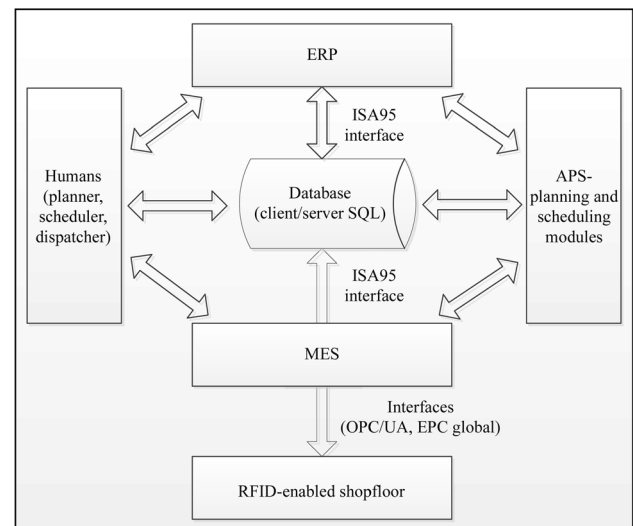 ERP
ISA95
interface
Humans
(planner,
scheduler,
dispatcher)
Database
(client/server SQL)
APS-
planning and
scheduling
modules
ISA95
interface
MES
Interfaces
(OPC/UA, EPC global)
RFID-enabled shopfloor